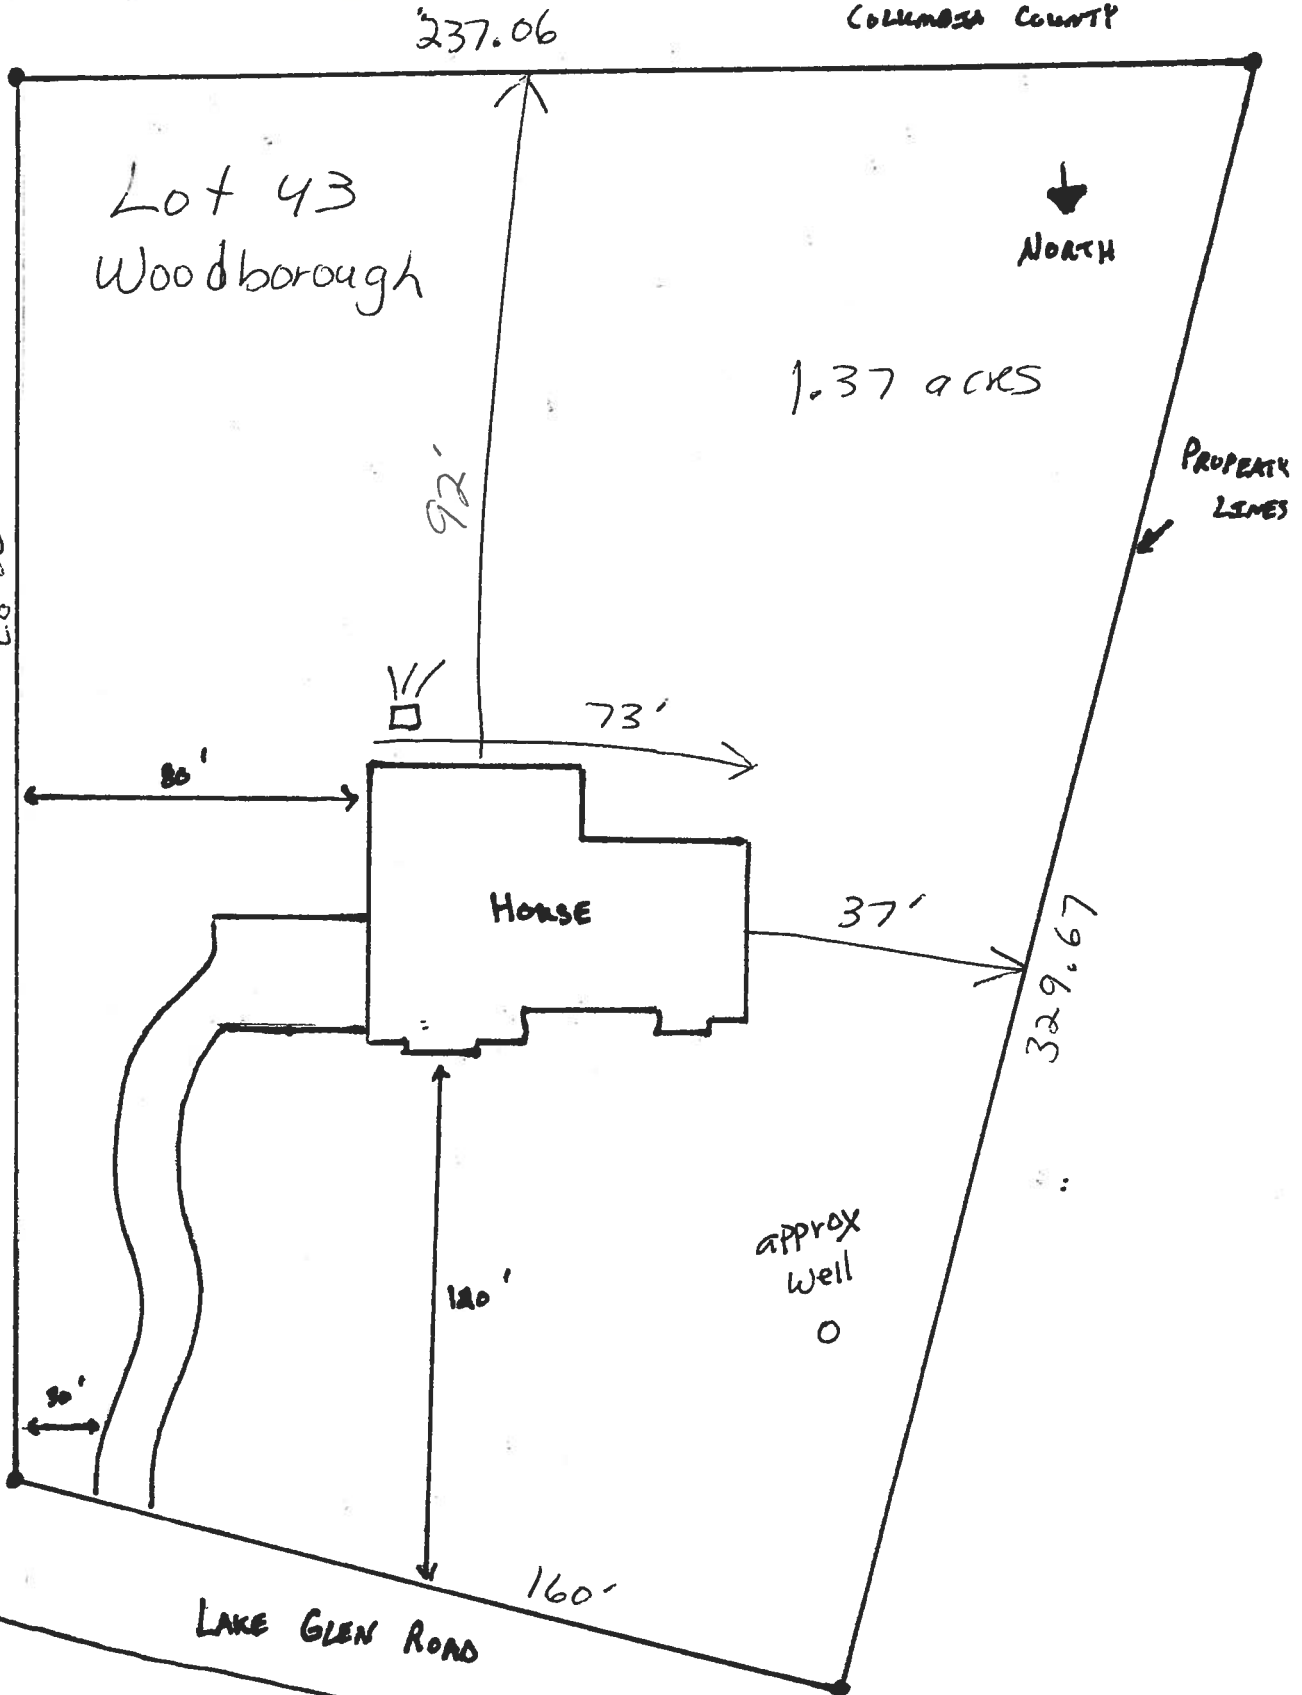 237.06
COLUMBIA COUNTY
Lot 43
Woodborough
NORTH
1.37 acres
PROPERTY
LINES
92'
73'
80'
HOUSE
37'
329.67
approx
well
120'
30'
160'
LAKE GLEN ROAD